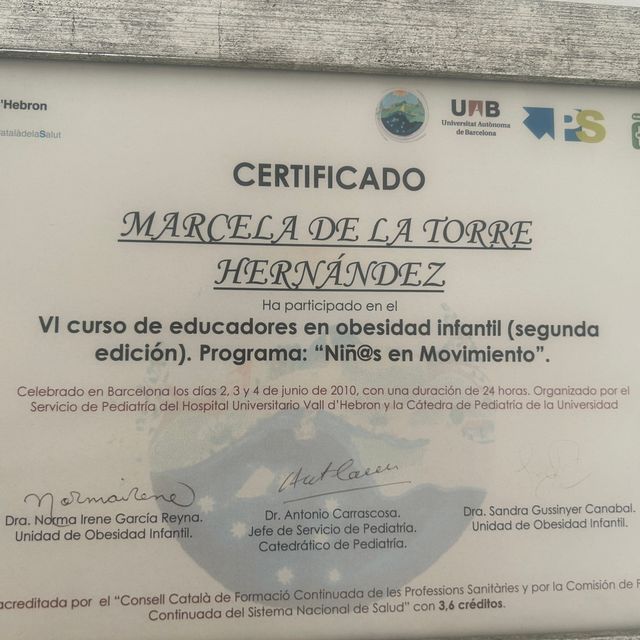 'Hebron
atalàdelaSalut
UAB
Universitat Autònoma
de Barcelona
PS
CERTIFICADO
MARCELA DE LA TORRE
HERNÁNDEZ
Ha participado en el
VI curso de educadores en obesidad infantil (segunda
edición). Programa: “Niñ@s en Movimiento”.
Celebrado en Barcelona los días 2, 3 y 4 de junio de 2010, con una duración de 24 horas. Organizado por el
Servicio de Pediatría del Hospital Universitario Vall d’Hebron y la Cátedra de Pediatría de la Universidad
Dra. Norma Irene García Reyna.
Unidad de Obesidad Infantil.
Dr. Antonio Carrascosa.
Jefe de Servicio de Pediatría.
Catedrático de Pediatría.
Dra. Sandra Gussinyer Canabal.
Unidad de Obesidad Infantil.
acreditada por el “Consell Català de Formació Continuada de les Professions Sanitàries y por la Comisión de F
Continuada del Sistema Nacional de Salud” con 3,6 créditos.